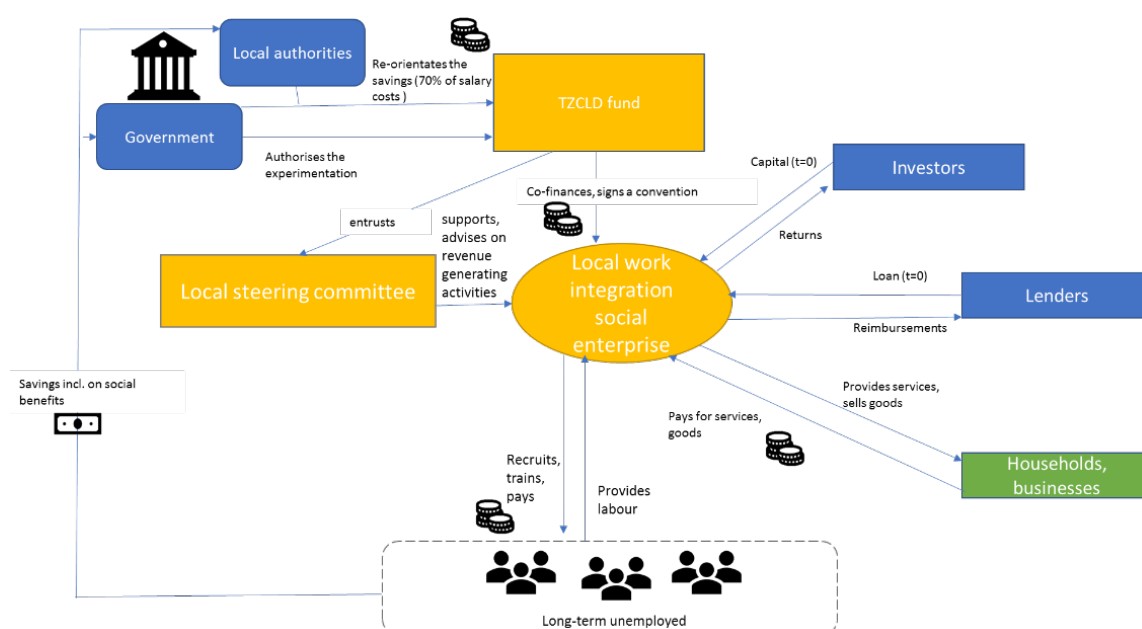 Local authorities
Re-orientates the
savings (70% of salary
costs )
TZCLD fund
Government
Authorises the
experimentation
Capital (t=0)
Investors
Co-finances, signs a convention
entrusts
supports,
advises on
revenue
generating
activities
Returns
Local steering committee
Local work
integration
social
enterprise
Loan (t=0)
Lenders
Reimbursements
Savings incl. on social
benefits
Provides services,
sells goods
Pays for services,
goods
Recruits,
trains,
pays
Provides
labour
Households,
businesses
Long-term unemployed